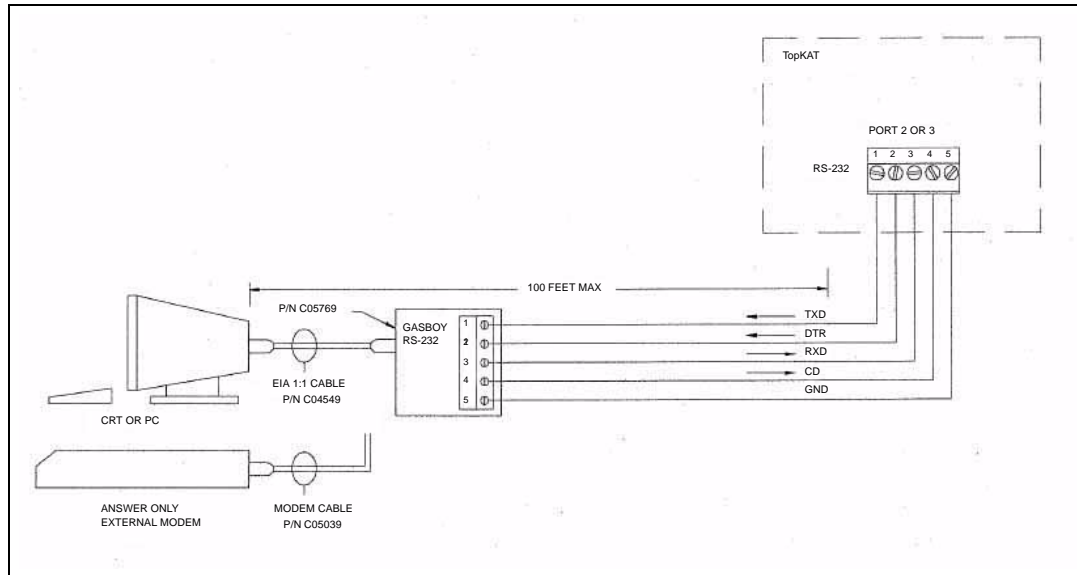 TopKAT
PORT 2 OR 3
1 2 3 4 5
RS-232
100 FEET MAX
P/N C05769
GASBOY
RS-232
1
2
3
4
5
TXD
DTR
RXD
CD
GND
EIA 1:1 CABLE
P/N C04549
CRT OR PC
ANSWER ONLY
EXTERNAL MODEM
MODEM CABLE
P/N C05039